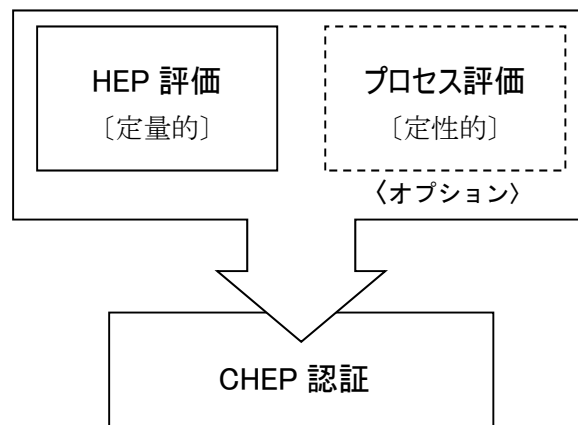 HEP 評価
〔定量的〕
プロセス評価
〔定性的〕
〈オプション〉
CHEP 認証